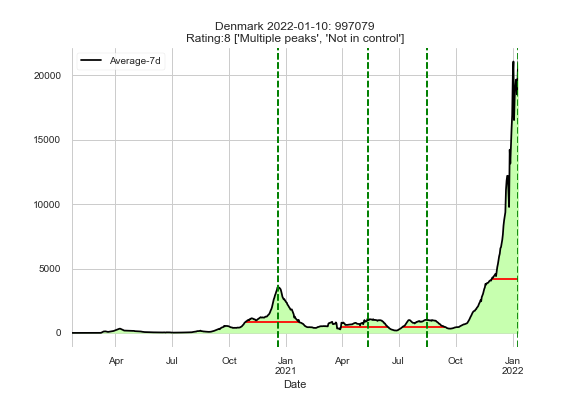 Denmark 2022-01-10: 997079
Rating:8 ['Multiple peaks', 'Not in control']
Average-7d
20000
15000
10000
5000
0
Apr Jul Oct Jan Apr Jul Oct Jan
2021 2022
Date